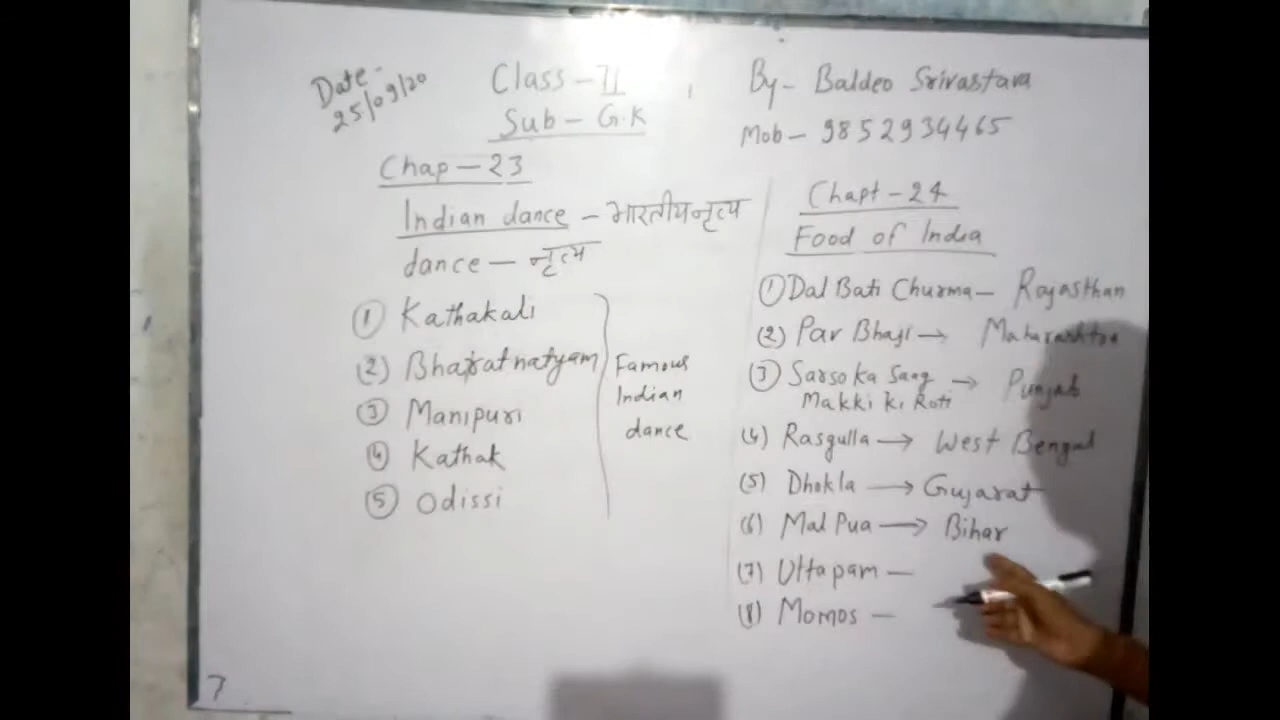 Date-
25/09/20
Class - II
Sub - G.K
By - Baldeo Srivastava
Mob - 9852934465
Chap - 23
Indian dance - भारतीय नृत्य
dance - नृत्य
① Kathakali
(2) Bharatnatyam
③ Manipuri
④ Kathak
⑤ Odissi
Famous
Indian
dance
Chapt - 24
Food of India
① Dal Bati Churma - Rajasthan
(2) Pav Bhaji → Maharashtra
③ Sarso ka Saag → Punjab
Makki ki Roti
(4) Rasgulla → West Bengal
(5) Dhokla → Gujarat
(6) Mal Pua → Bihar
(7) Uttapam -
(8) Momos -
7